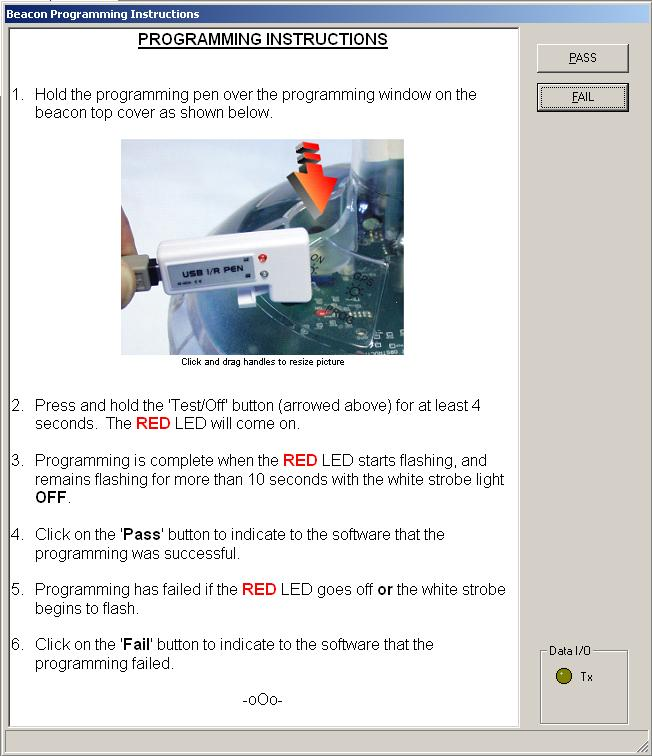 Beacon Programming Instructions
PROGRAMMING INSTRUCTIONS
PASS
FAIL
1. Hold the programming pen over the programming window on the
beacon top cover as shown below.
USB I/R PEN
ON
GPS
Click and drag handles to resize picture
2. Press and hold the 'Test/Off' button (arrowed above) for at least 4
seconds. The RED LED will come on.
3. Programming is complete when the RED LED starts flashing, and
remains flashing for more than 10 seconds with the white strobe light
OFF.
4. Click on the 'Pass' button to indicate to the software that the
programming was successful.
5. Programming has failed if the RED LED goes off or the white strobe
begins to flash.
6. Click on the 'Fail' button to indicate to the software that the
programming failed.
-oOo-
Data I/O
Tx